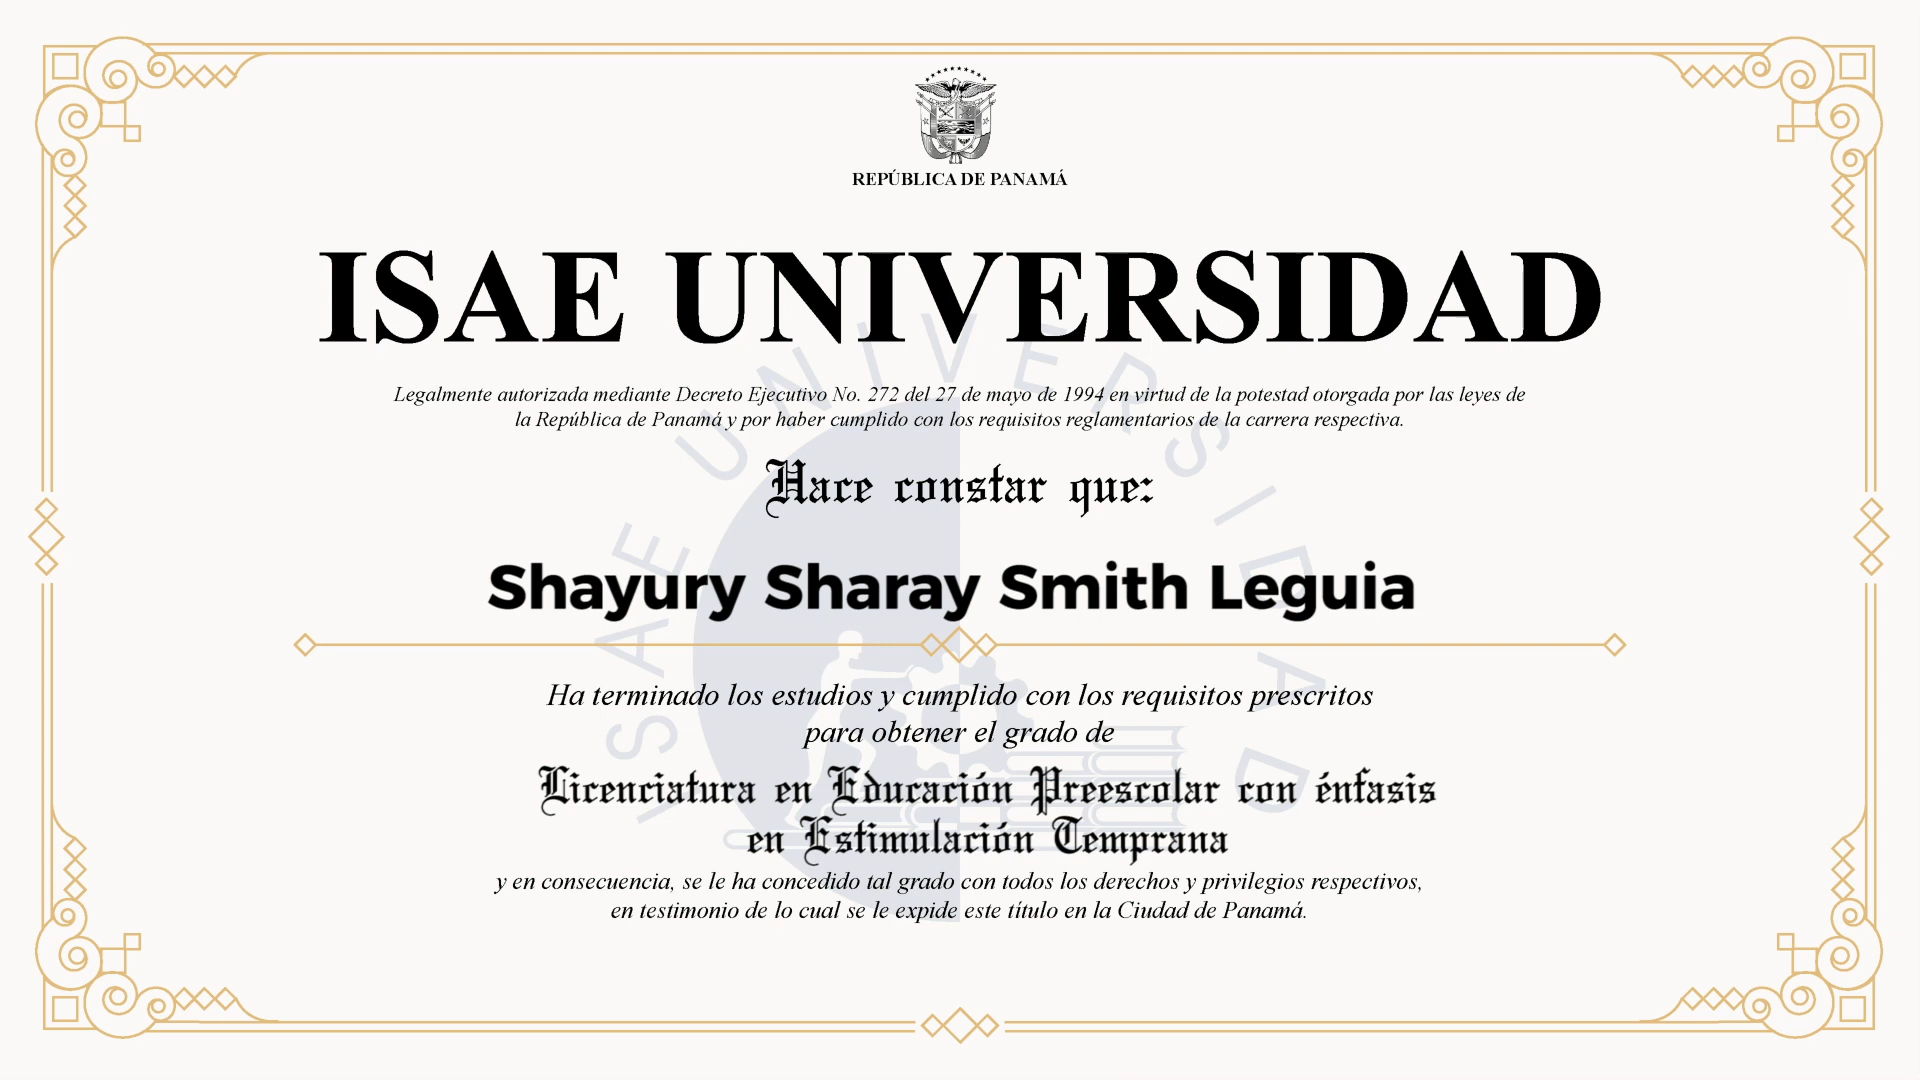 REPÚBLICA DE PANAMÁ
ISAE UNIVERSIDAD
Legalmente autorizada mediante Decreto Ejecutivo No. 272 del 27 de mayo de 1994 en virtud de la potestad otorgada por las leyes de
la República de Panamá y por haber cumplido con los requisitos reglamentarios de la carrera respectiva.
Hace constar que:
Shayury Sharay Smith Leguia
Ha terminado los estudios y cumplido con los requisitos prescritos
para obtener el grado de
Licenciatura en Educación Preescolar con énfasis
en Estimulación Temprana
y en consecuencia, se le ha concedido tal grado con todos los derechos y privilegios respectivos,
en testimonio de lo cual se le expide este título en la Ciudad de Panamá.
ISAE UNIVERSIDAD